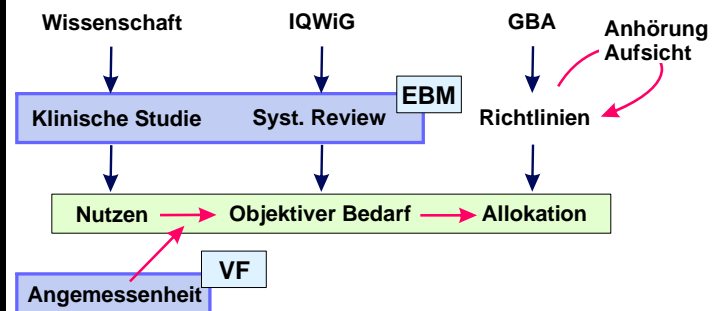 Wissenschaft
IQWiG
GBA
Anhörung
Aufsicht
EBM
Klinische Studie
Syst. Review
Richtlinien
Nutzen
Objektiver Bedarf
Allokation
VF
Angemessenheit